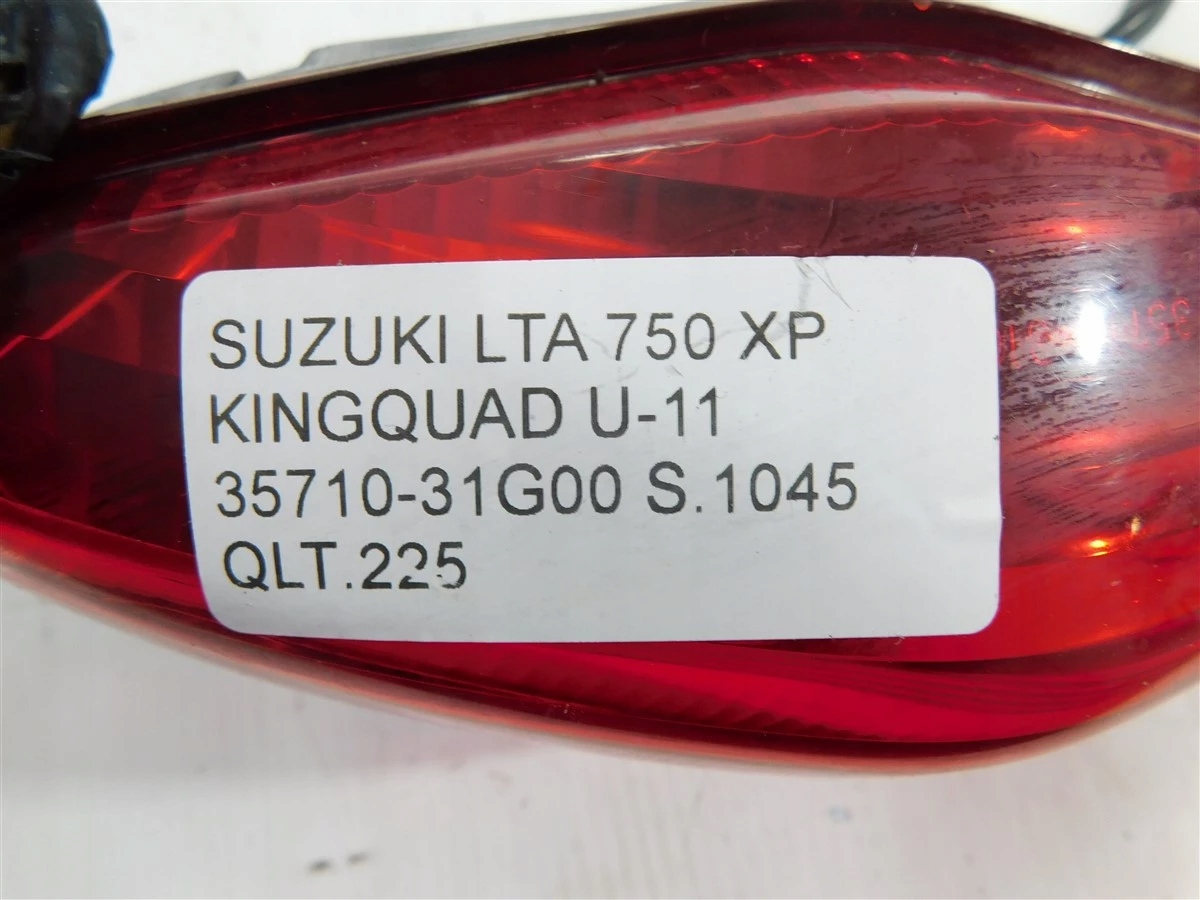 SUZUKI LTA 750 XP
KINGQUAD U-11
35710-31G00 S.1045
QLT.225